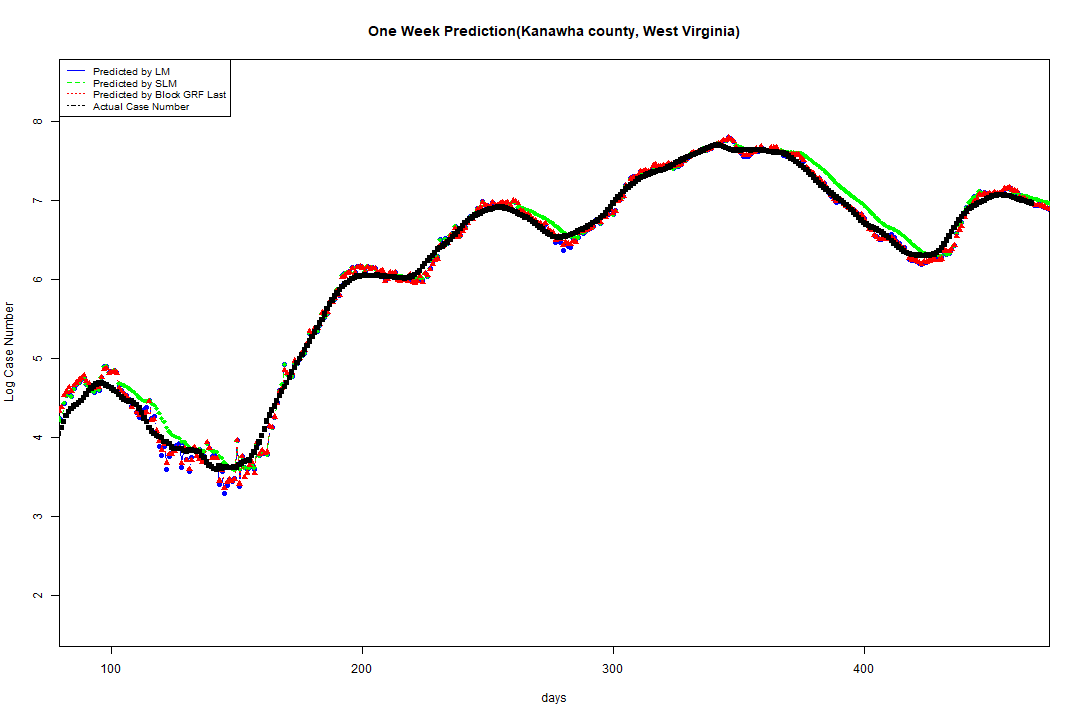 One Week Prediction(Kanawha county, West Virginia)
Predicted by LM
Predicted by SLM
Predicted by Block GRF Last
Actual Case Number
Log Case Number
8
7
6
5
4
3
2
100 200 300 400
days